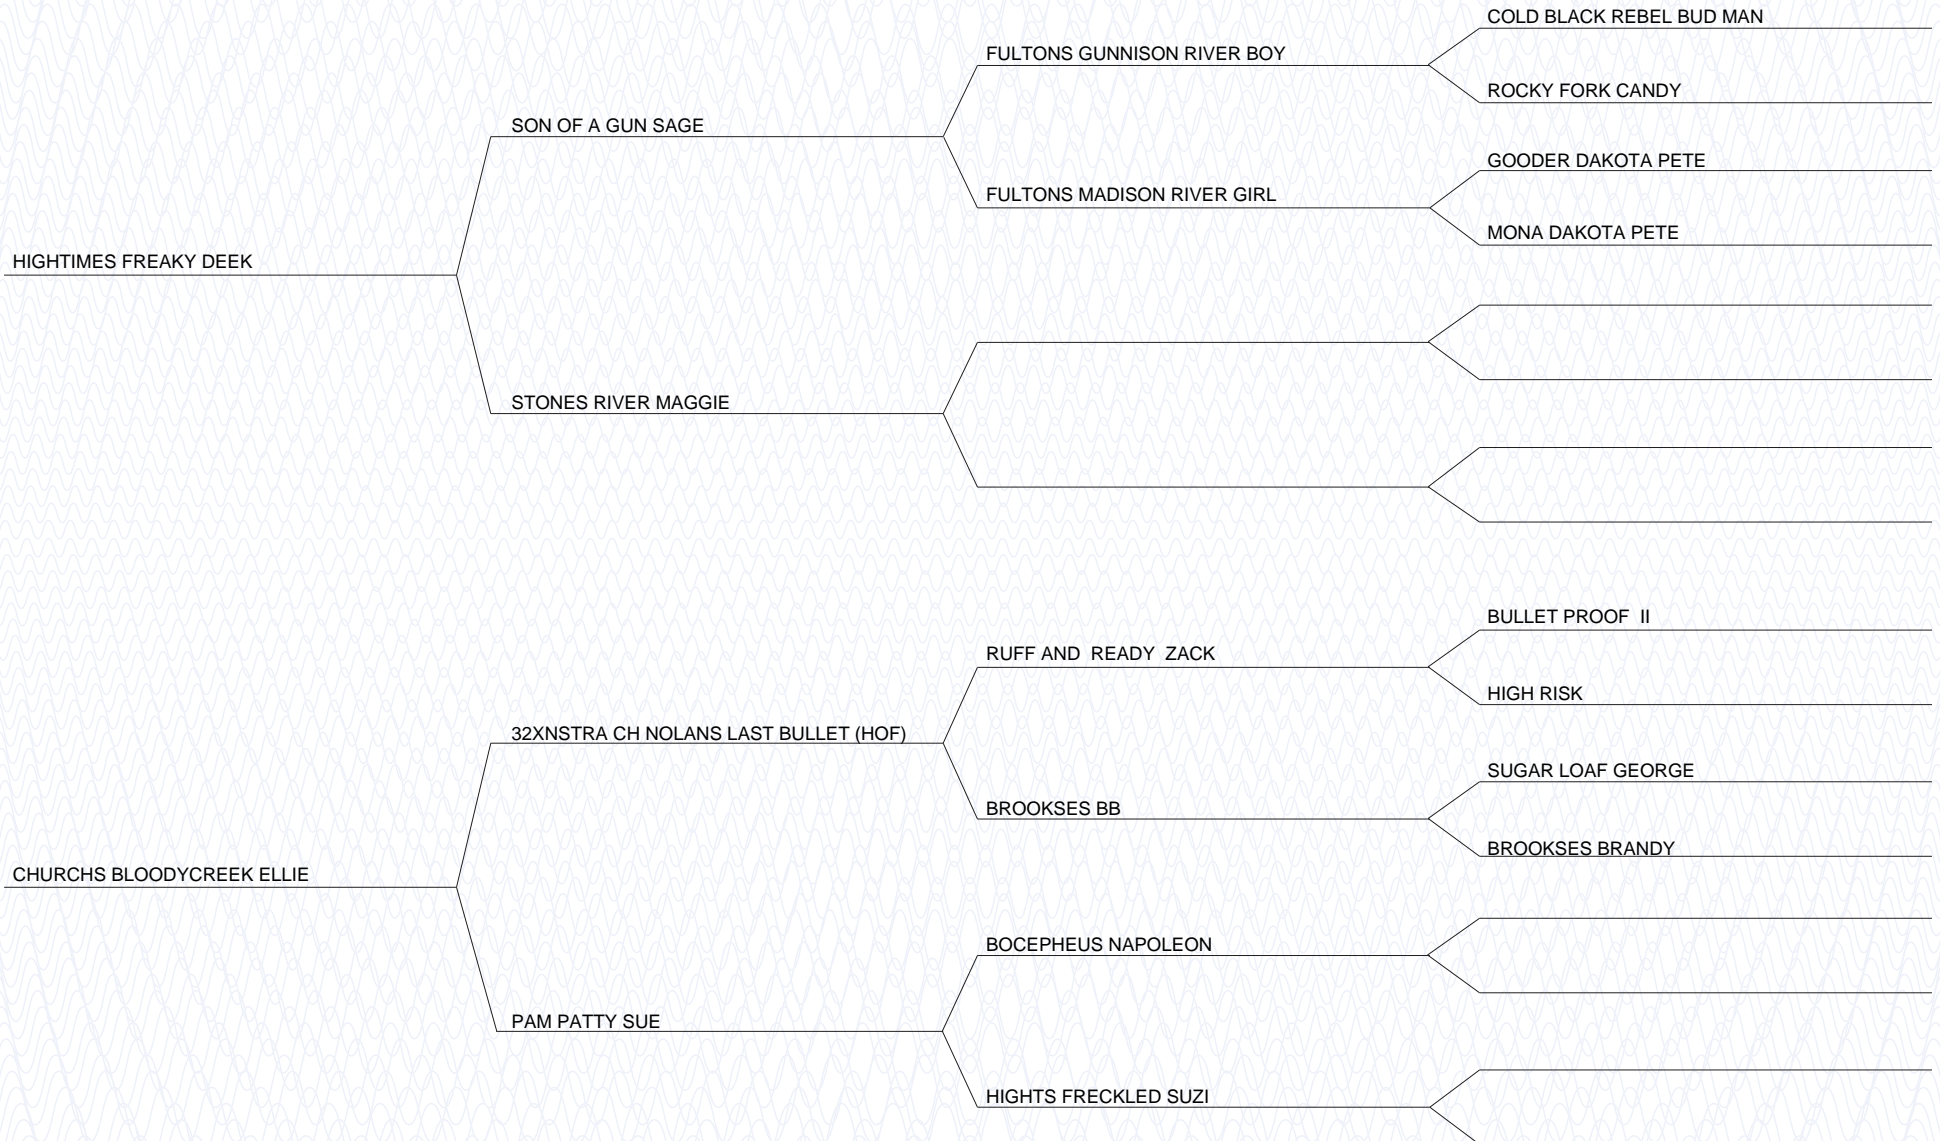 COLD BLACK REBEL BUD MAN
FULTONS GUNNISON RIVER BOY
ROCKY FORK CANDY
SON OF A GUN SAGE
GOODER DAKOTA PETE
FULTONS MADISON RIVER GIRL
MONA DAKOTA PETE
HIGHTIMES FREAKY DEEK
STONES RIVER MAGGIE
BULLET PROOF  II
RUFF AND  READY  ZACK
HIGH RISK
32XNSTRA CH NOLANS LAST BULLET (HOF)
SUGAR LOAF GEORGE
BROOKSES BB
BROOKSES BRANDY
CHURCHS BLOODYCREEK ELLIE
BOCEPHEUS NAPOLEON
PAM PATTY SUE
HIGHTS FRECKLED SUZI